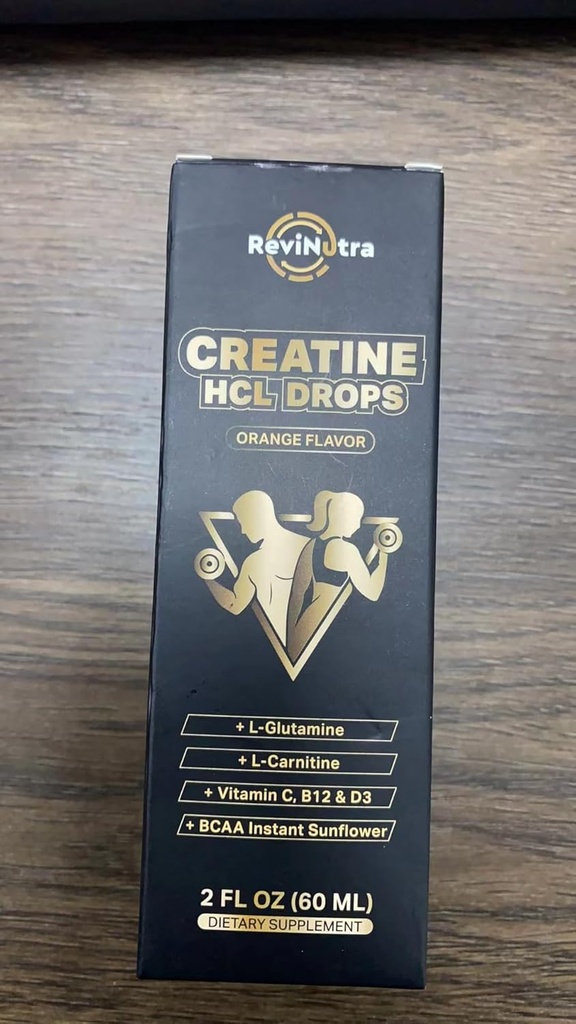 ReviNutra
CREATINE
HCL DROPS
ORANGE FLAVOR
+ L-Glutamine
+ L-Carnitine
+ Vitamin C, B12 & D3
+ BCAA Instant Sunflower
2 FL OZ (60 ML)
DIETARY SUPPLEMENT